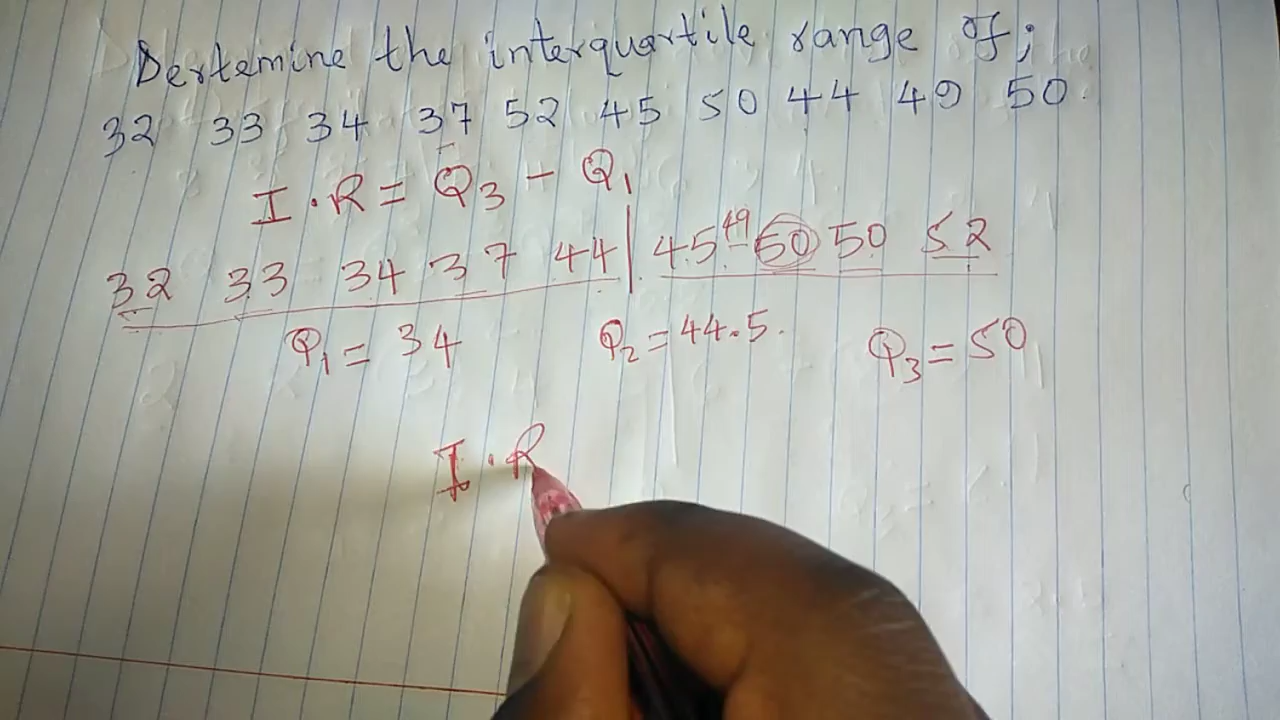 Dertemine the interquartile range of;
32 33 34 37 52 45 50 44 49 50.
I.R = Q3 - Q1
32 33 34 37 44 | 45 49 50 50 52
Q1 = 34 Q2 = 44.5. Q3 = 50
I.R